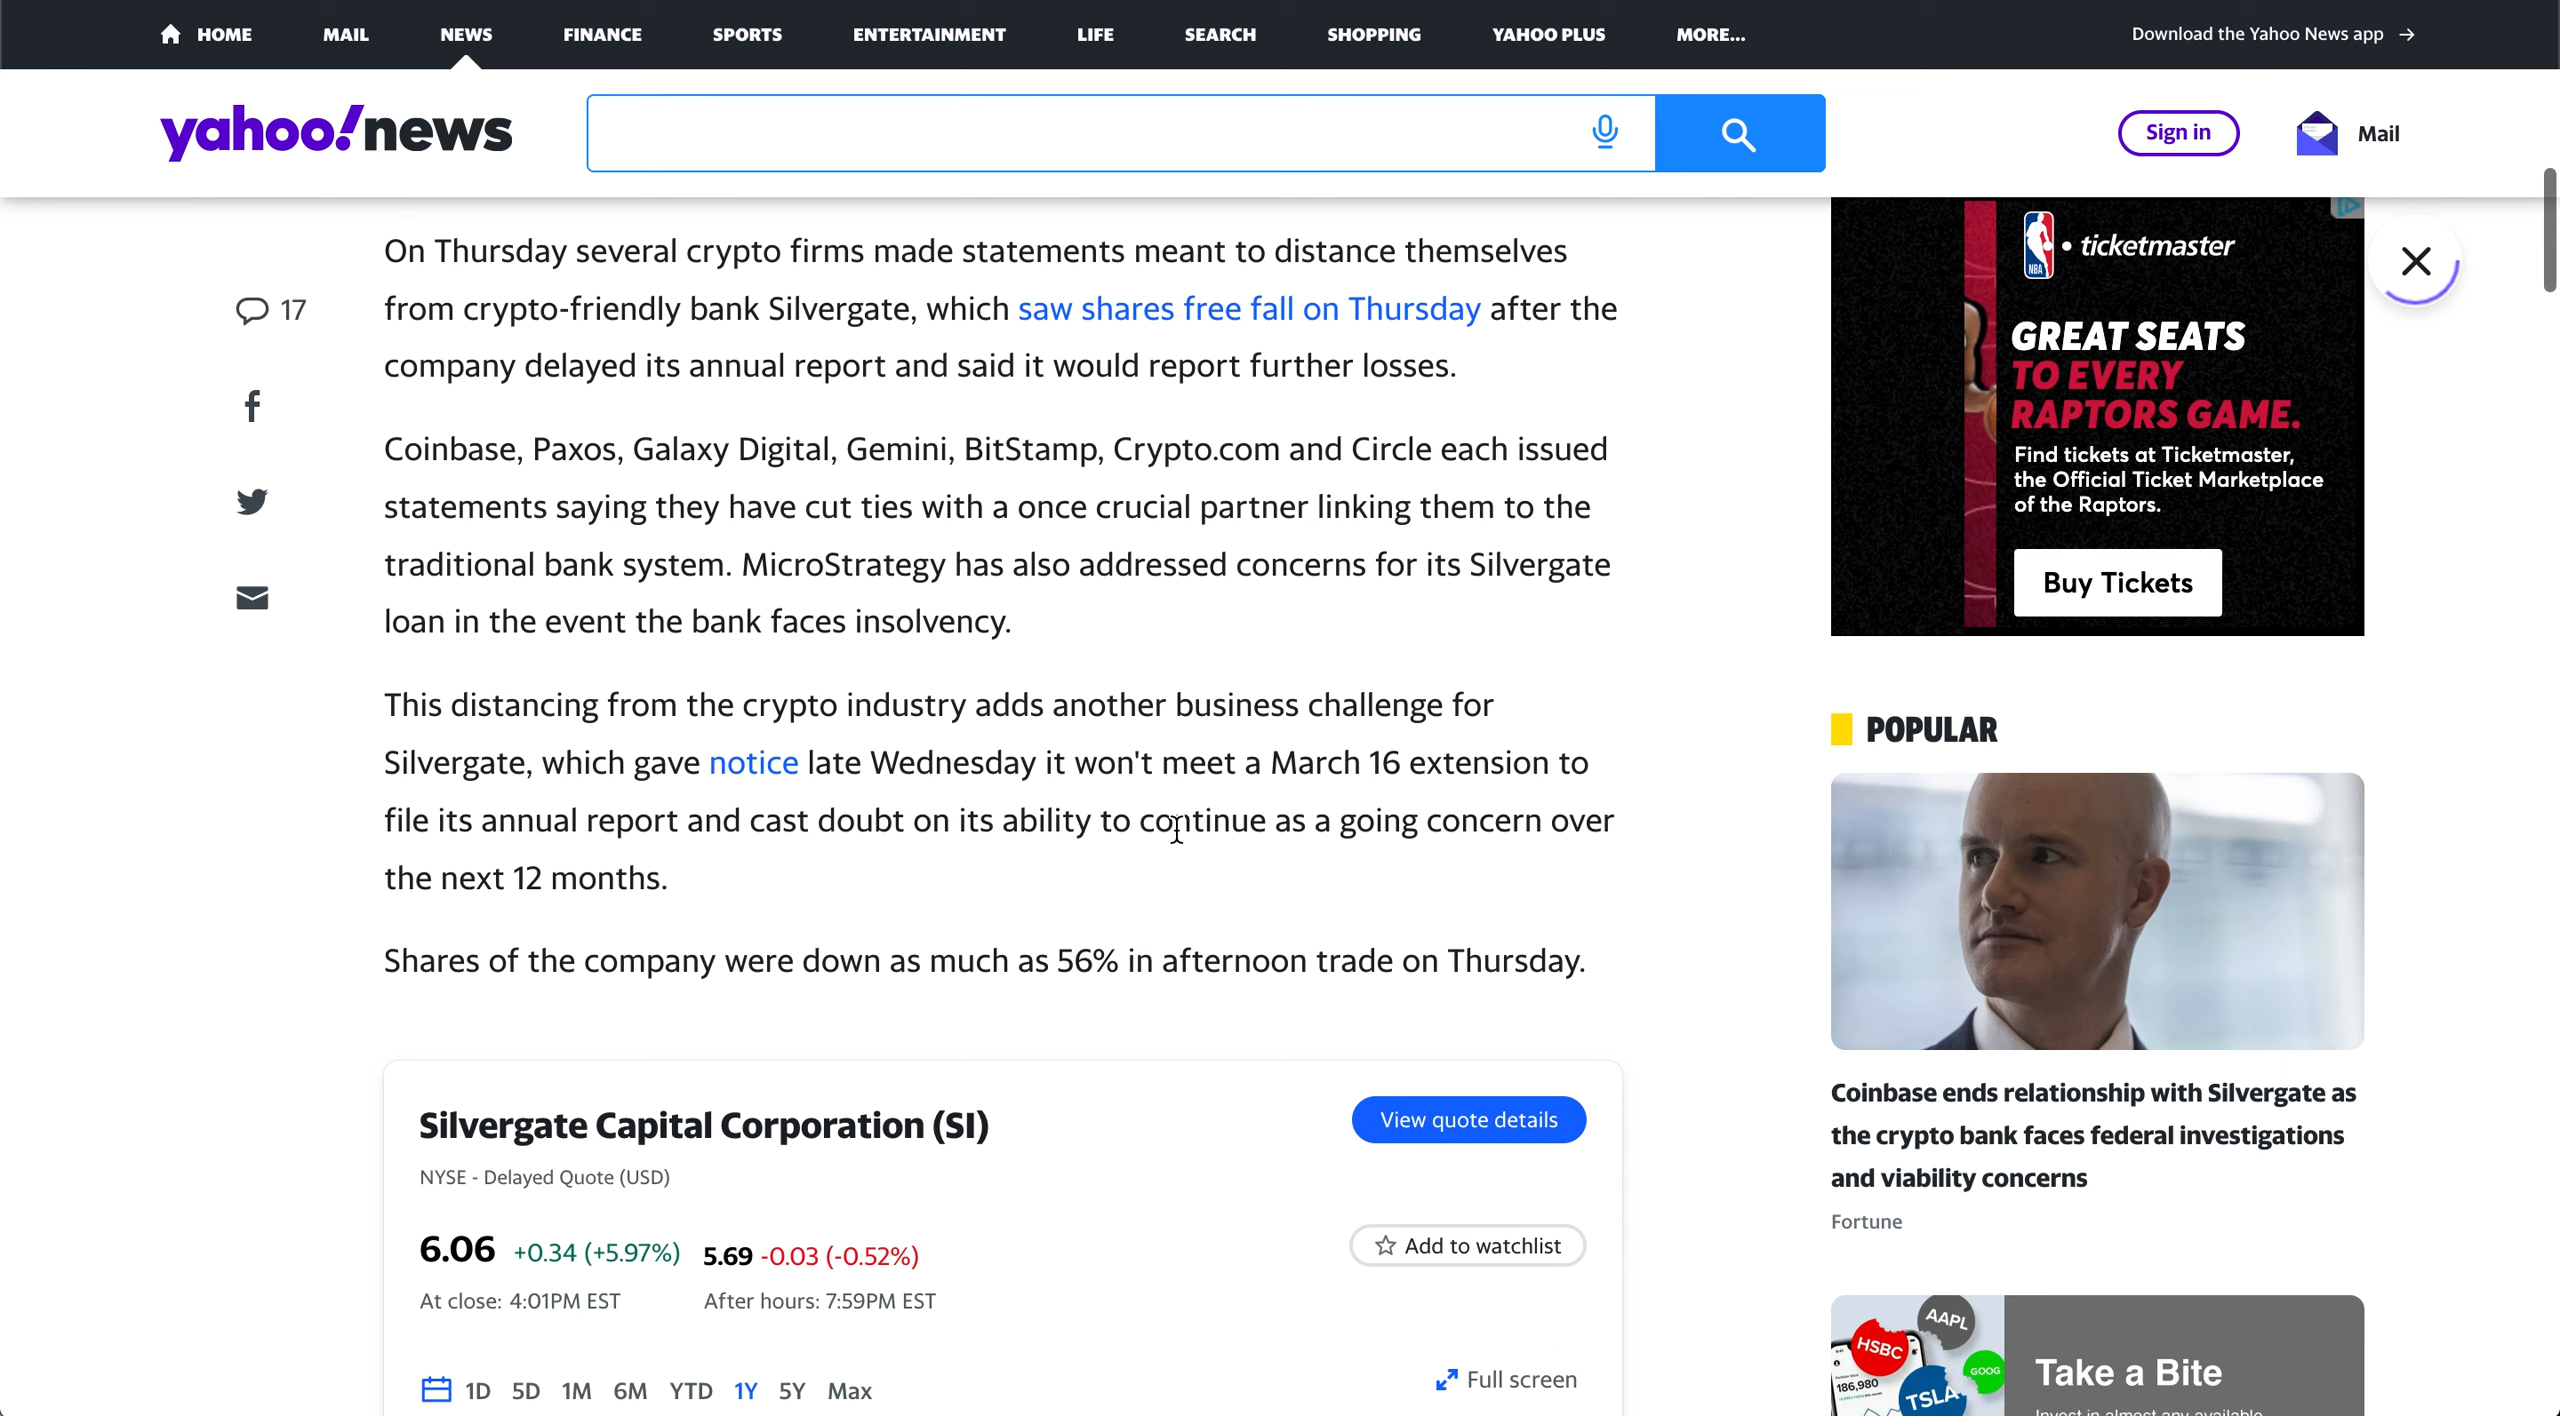 HOME MAIL NEWS FINANCE SPORTS ENTERTAINMENT LIFE SEARCH SHOPPING YAHOO PLUS MORE... Download the Yahoo News app →
yahoo!news
Sign in
Mail
17
On Thursday several crypto firms made statements meant to distance themselves
from crypto-friendly bank Silvergate, which saw shares free fall on Thursday after the
company delayed its annual report and said it would report further losses.
Coinbase, Paxos, Galaxy Digital, Gemini, BitStamp, Crypto.com and Circle each issued
statements saying they have cut ties with a once crucial partner linking them to the
traditional bank system. MicroStrategy has also addressed concerns for its Silvergate
loan in the event the bank faces insolvency.
This distancing from the crypto industry adds another business challenge for
Silvergate, which gave notice late Wednesday it won't meet a March 16 extension to
file its annual report and cast doubt on its ability to continue as a going concern over
the next 12 months.
Shares of the company were down as much as 56% in afternoon trade on Thursday.
Silvergate Capital Corporation (SI)
View quote details
NYSE - Delayed Quote (USD)
6.06 +0.34 (+5.97%) 5.69 -0.03 (-0.52%)
Add to watchlist
At close: 4:01PM EST After hours: 7:59PM EST
1D 5D 1M 6M YTD 1Y 5Y Max
Full screen
NBA • ticketmaster
GREAT SEATS
TO EVERY
RAPTORS GAME.
Find tickets at Ticketmaster,
the Official Ticket Marketplace
of the Raptors.
Buy Tickets
POPULAR
Coinbase ends relationship with Silvergate as
the crypto bank faces federal investigations
and viability concerns
Fortune
AAPL
HSBC
GOOG
186,980
TSLA
Take a Bite
Invest in almost any available